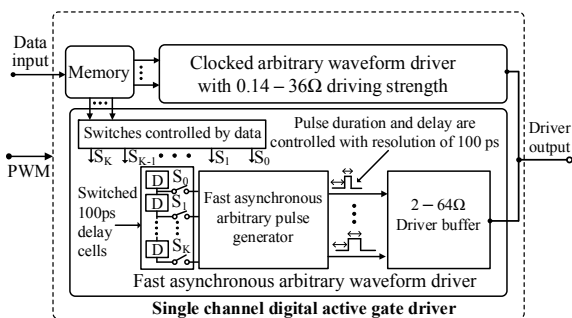 Data
input
Memory
Clocked arbitrary waveform driver
with 0.14 – 36Ω driving strength
Switches controlled by data
S_K S_K-1 S_1 S_0
Pulse duration and delay are
controlled with resolution of 100 ps
PWM
Driver
output
Switched
100ps
delay
cells
D S_0
D S_1
D S_K
Fast asynchronous
arbitrary pulse
generator
2 – 64Ω
Driver buffer
Fast asynchronous arbitrary waveform driver
Single channel digital active gate driver